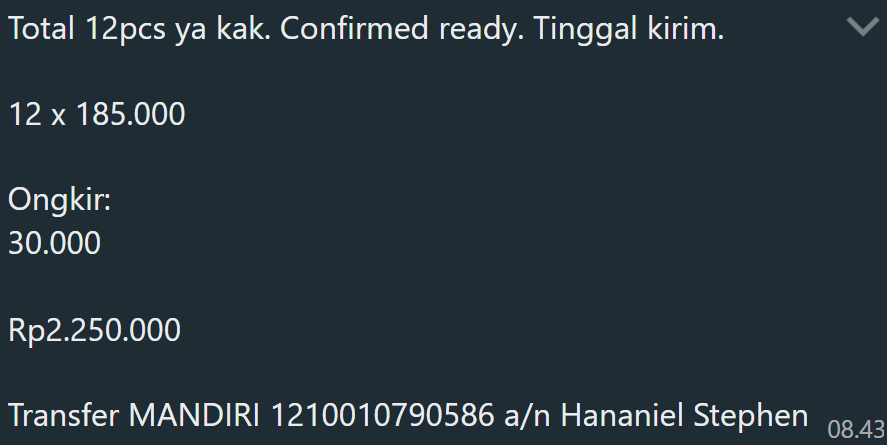 Total 12pcs ya kak. Confirmed ready. Tinggal kirim.
12 x 185.000
Ongkir:
30.000
Rp2.250.000
Transfer MANDIRI 1210010790586 a/n Hananiel Stephen
08.43